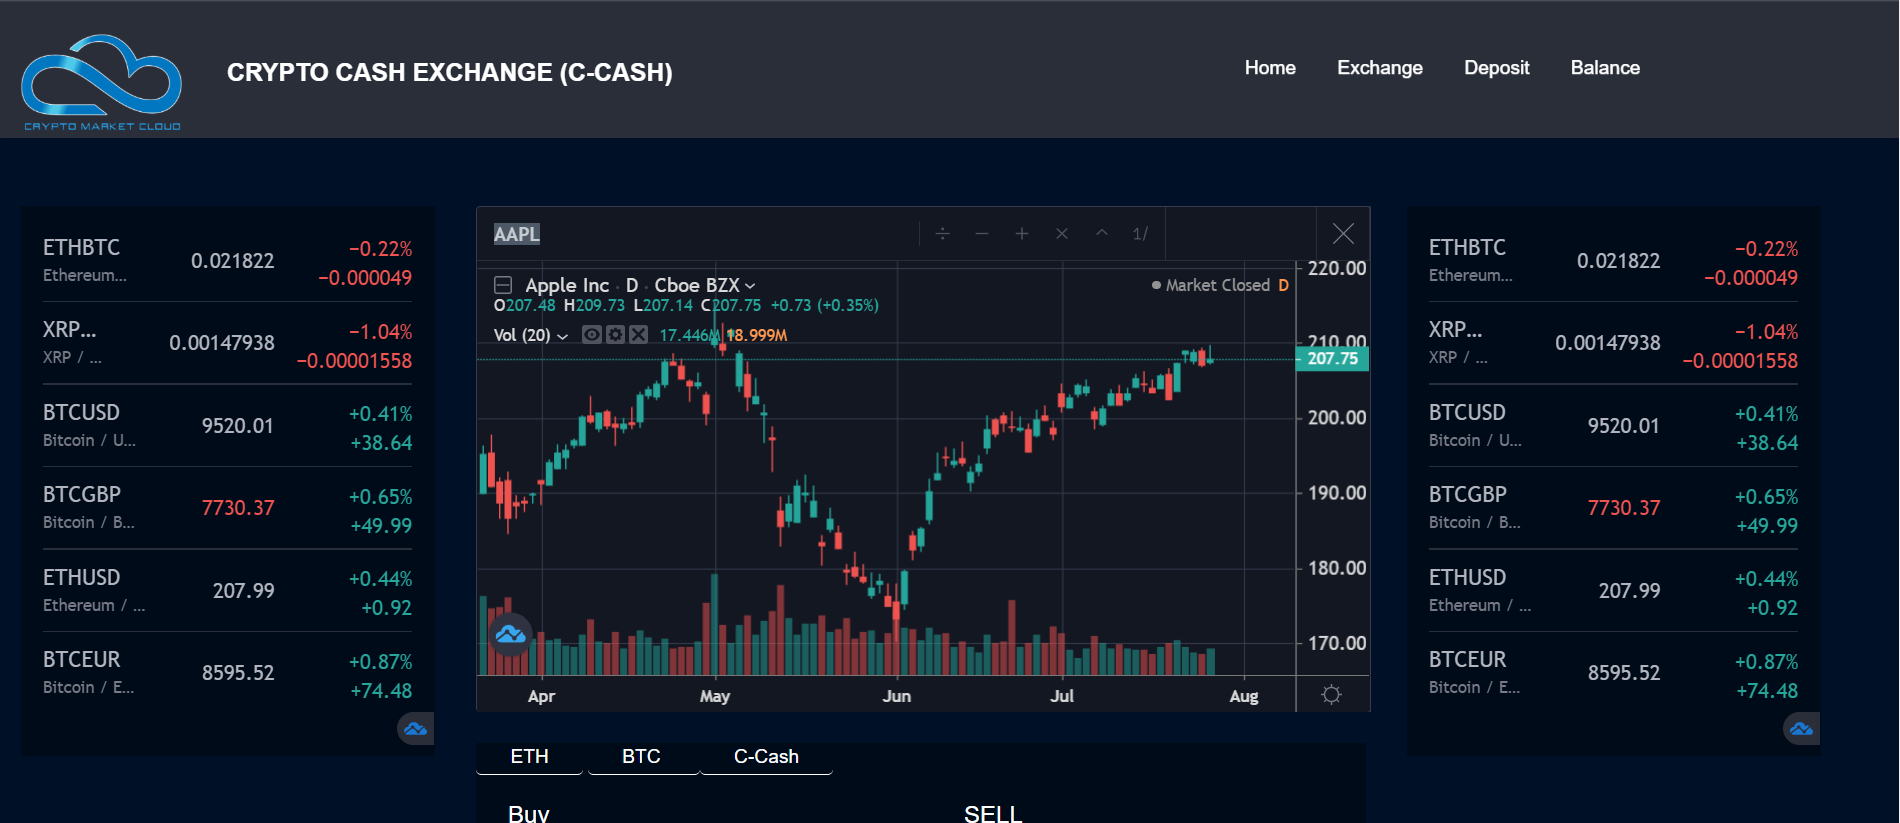 CRYPTO MARKET CLOUD
CRYPTO CASH EXCHANGE (C-CASH)
Home Exchange Deposit Balance
ETHBTC
Ethereum...
0.021822
−0.22%
−0.000049
XRP...
XRP / ...
0.00147938
−1.04%
−0.00001558
BTCUSD
Bitcoin / U...
9520.01
+0.41%
+38.64
BTCGBP
Bitcoin / B...
7730.37
+0.65%
+49.99
ETHUSD
Ethereum / ...
207.99
+0.44%
+0.92
BTCEUR
Bitcoin / E...
8595.52
+0.87%
+74.48
AAPL
÷ − + × ^ 1/
Apple Inc · D · Cboe BZX
Market Closed D
O207.48 H209.73 L207.14 C207.75 +0.73 (+0.35%)
Vol (20) 17.446M 18.999M
220.00
210.00
207.75
200.00
190.00
180.00
170.00
Apr May Jun Jul Aug
ETH BTC C-Cash
Buy SELL
ETHBTC
Ethereum...
0.021822
−0.22%
−0.000049
XRP...
XRP / ...
0.00147938
−1.04%
−0.00001558
BTCUSD
Bitcoin / U...
9520.01
+0.41%
+38.64
BTCGBP
Bitcoin / B...
7730.37
+0.65%
+49.99
ETHUSD
Ethereum / ...
207.99
+0.44%
+0.92
BTCEUR
Bitcoin / E...
8595.52
+0.87%
+74.48